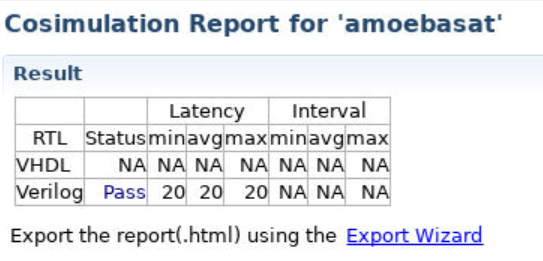 Cosimulation Report for 'amoebasat'
Result
Latency Interval
RTL Status min avg max min avg max
VHDL NA NA NA NA NA NA NA
Verilog Pass 20 20 20 NA NA NA
Export the report(.html) using the Export Wizard